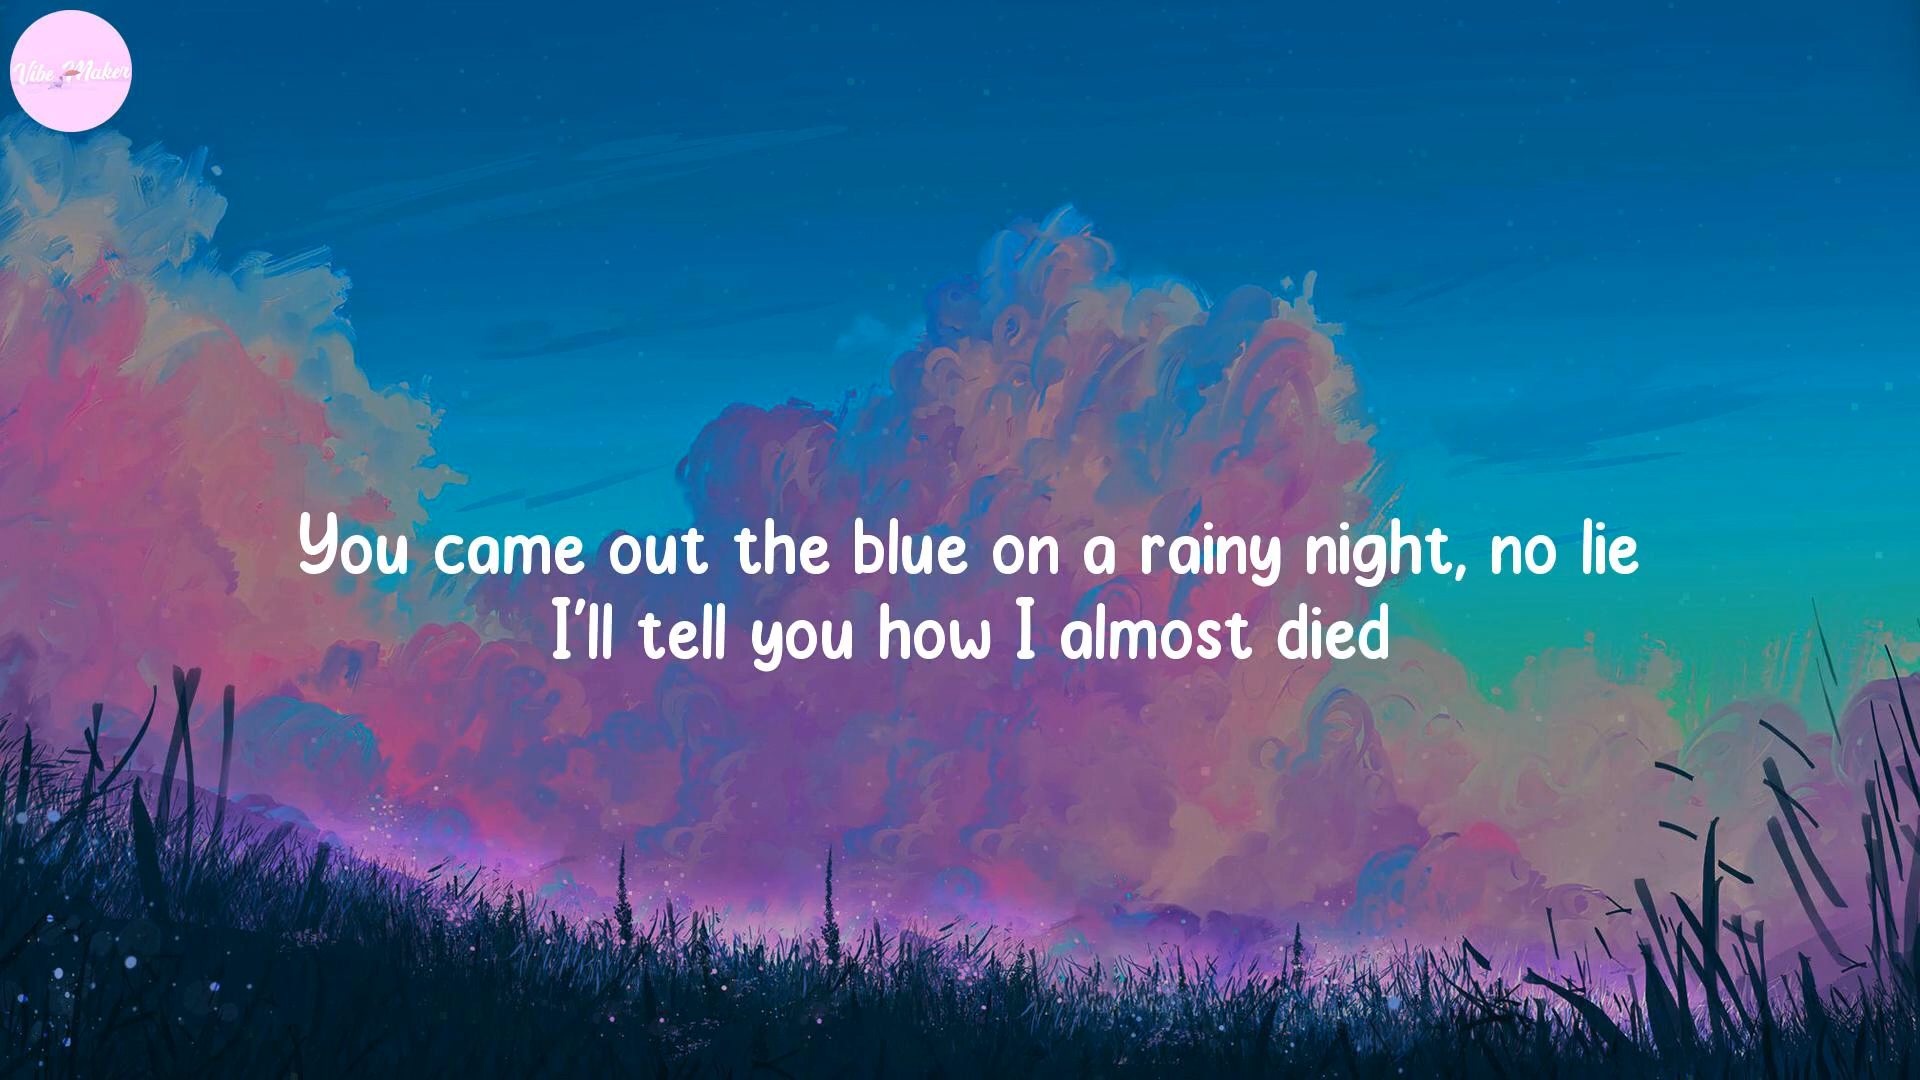 Vibe Maker
You came out the blue on a rainy night, no lie
I'll tell you how I almost died